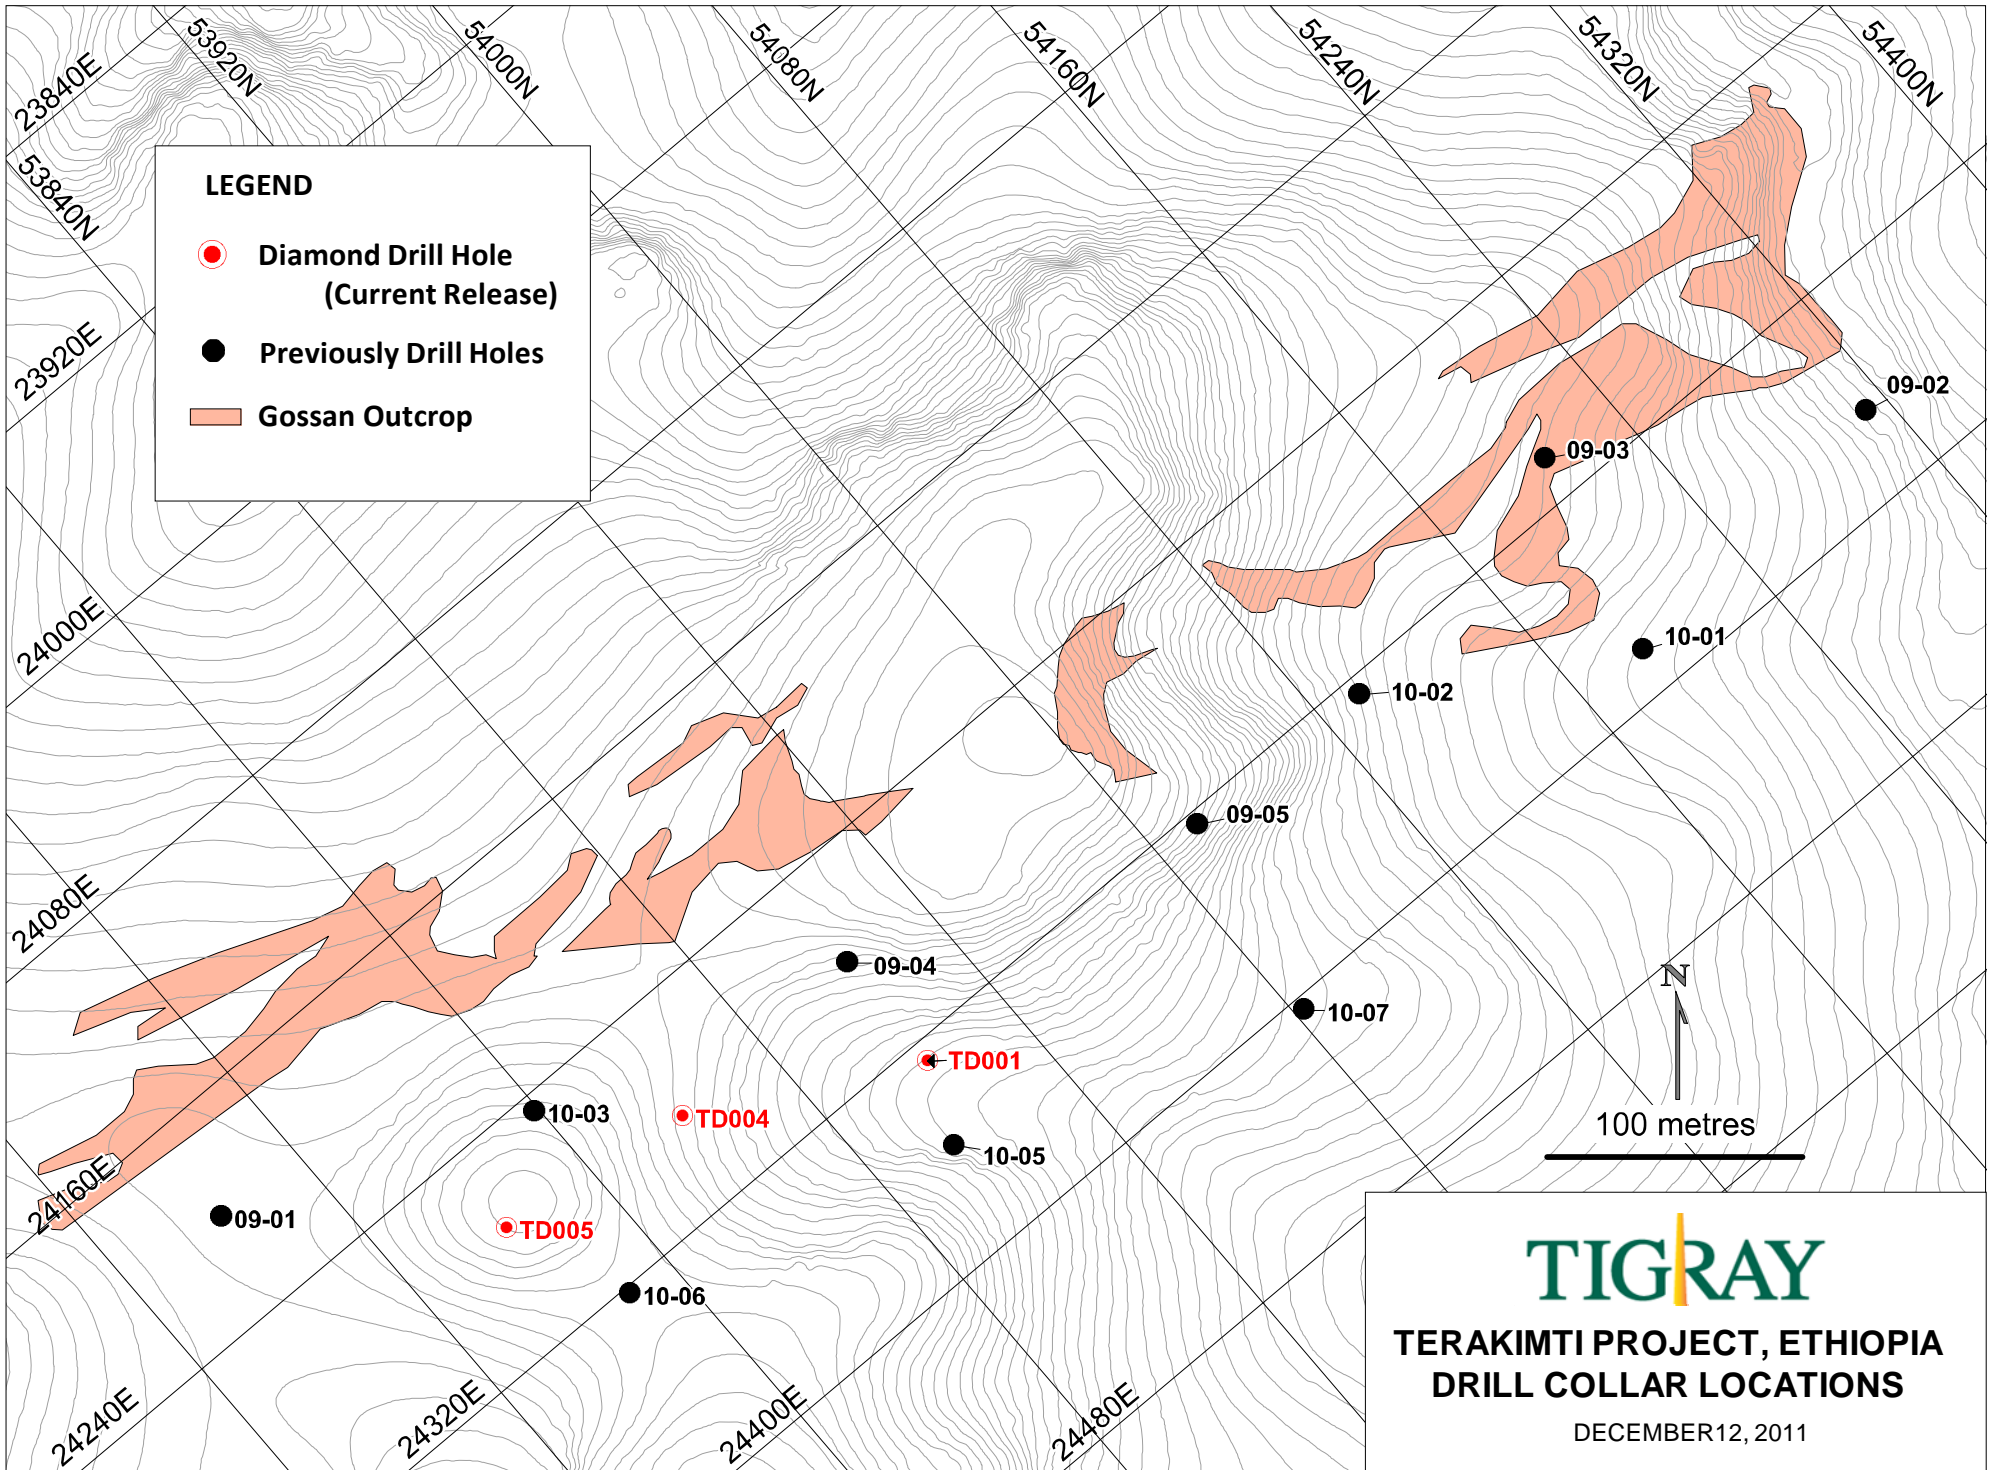 53920N
54000N
54080N
54160N
54240N
54320N
54400N
23840E
53840N
LEGEND
Diamond Drill Hole
(Current Release)
Previously Drill Holes
Gossan Outcrop
23920E
09-02
09-03
24000E
10-01
10-02
09-05
24080E
09-04
10-07
N
TD001
10-03
TD004
100 metres
10-05
24160E
09-01
TD005
10-06
TIGRAY
TERAKIMTI PROJECT, ETHIOPIA
DRILL COLLAR LOCATIONS
DECEMBER12, 2011
24240E
24320E
24400E
24480E